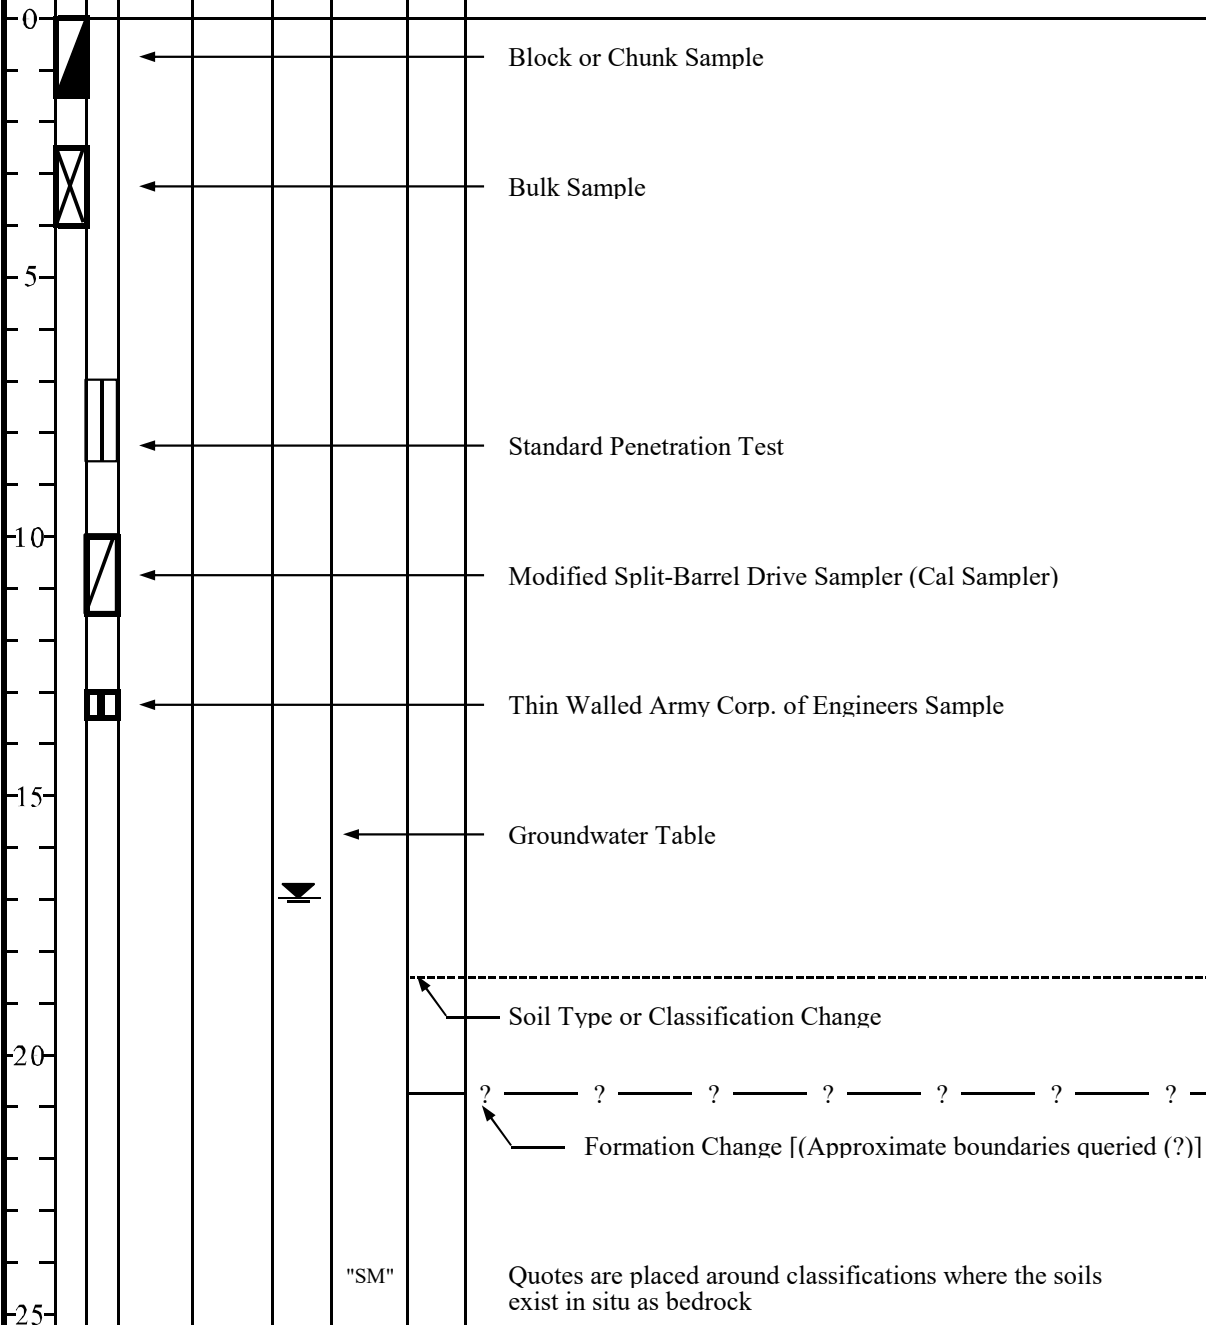 0
Block or Chunk Sample
Bulk Sample
5
Standard Penetration Test
10
Modified Split-Barrel Drive Sampler (Cal Sampler)
Thin Walled Army Corp. of Engineers Sample
15
Groundwater Table
Soil Type or Classification Change
20
? ? ? ? ? ? ?
Formation Change [(Approximate boundaries queried (?)]
"SM" Quotes are placed around classifications where the soils
exist in situ as bedrock
25